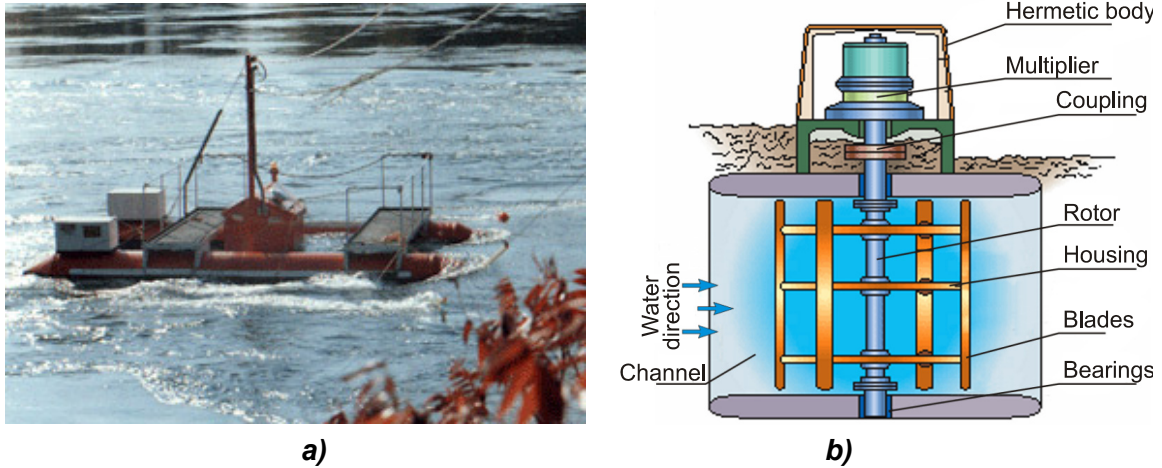 Hermetic body
Multiplier
Coupling
Rotor
Housing
Water
direction
Blades
Channel
Bearings
a)
b)